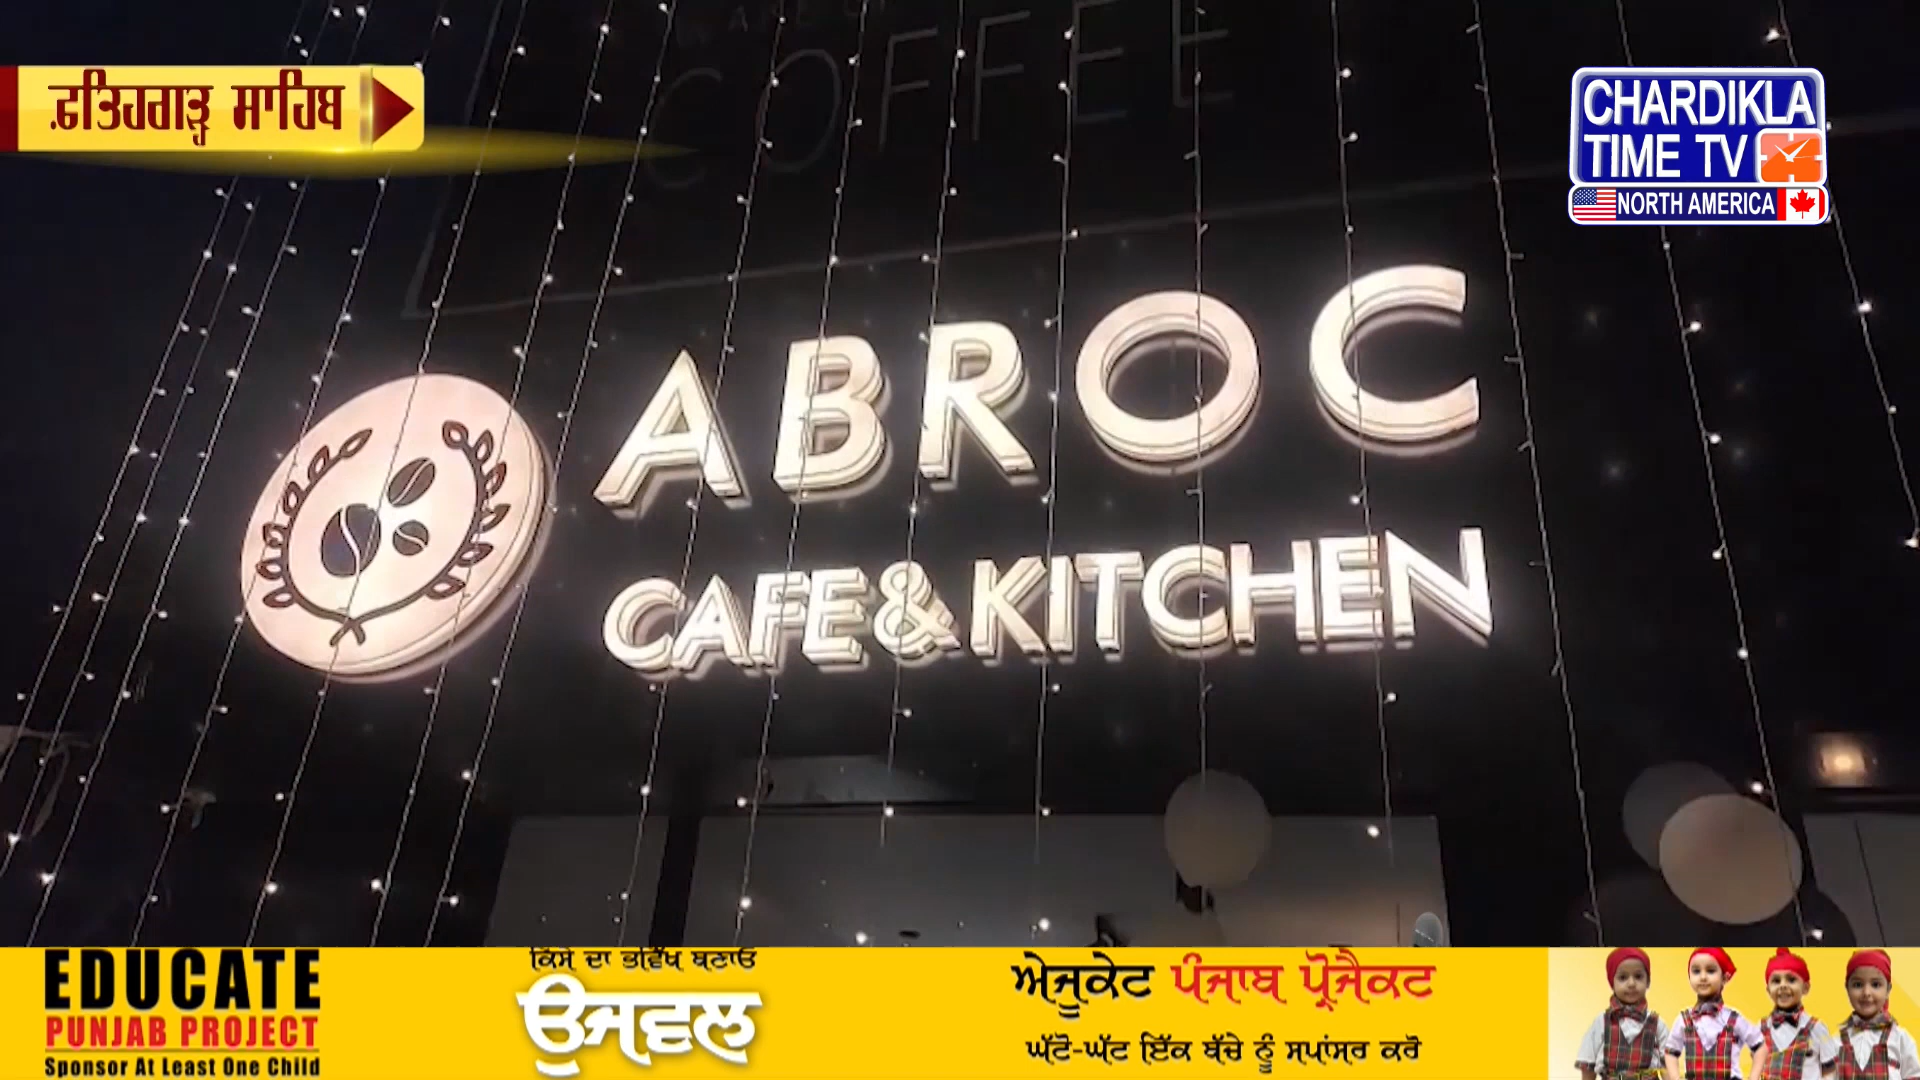 COFFEE
ਫ਼ਤਿਹਗੜ੍ਹ ਸਾਹਿਬ
CHARDIKLA
TIME TV
NORTH AMERICA
ABROC
CAFE & KITCHEN
EDUCATE
PUNJAB PROJECT
Sponsor At Least One Child
ਕਿਸੇ ਦਾ ਭਵਿੱਖ ਬਣਾਓ
ਉਜਵਲ
ਐਜੂਕੇਟ ਪੰਜਾਬ ਪ੍ਰੋਜੈਕਟ
ਘੱਟੋ-ਘੱਟ ਇੱਕ ਬੱਚੇ ਨੂੰ ਸਪਾਂਸਰ ਕਰੋ